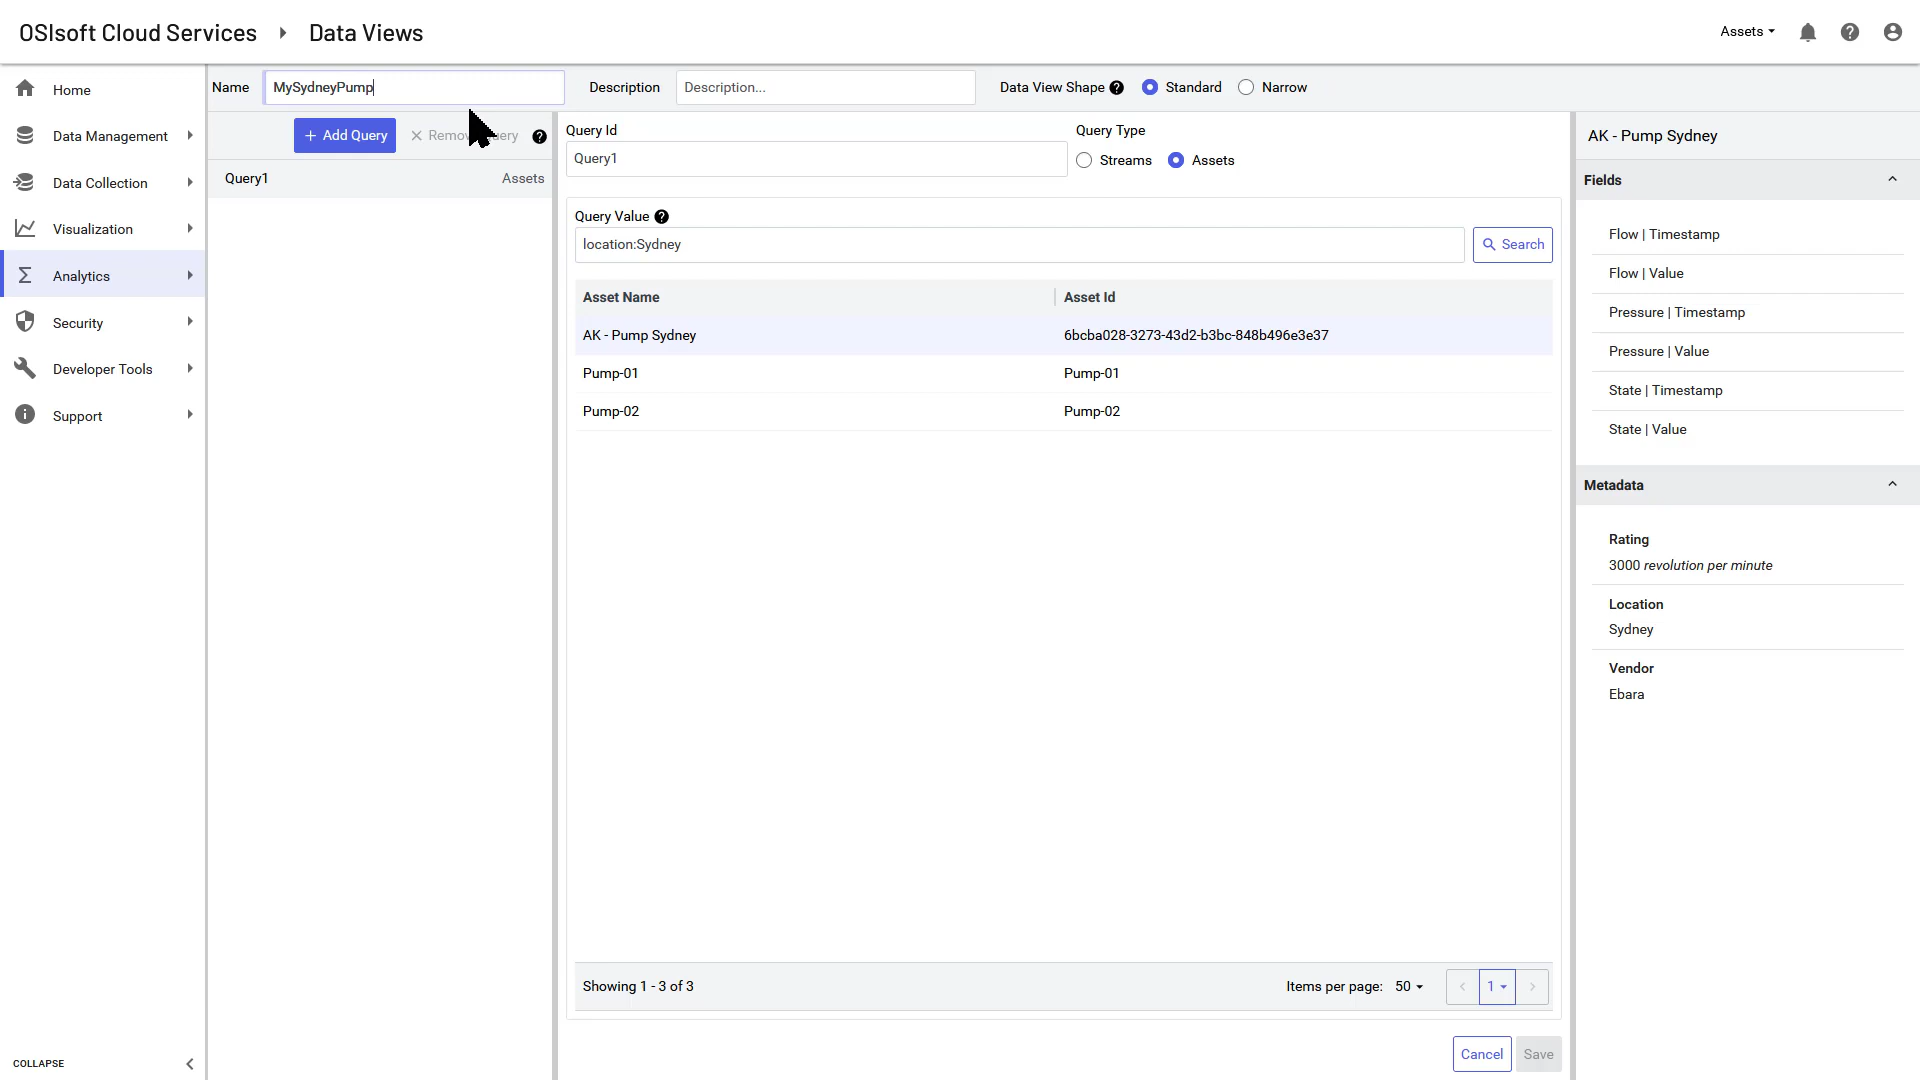 OSIsoft Cloud Services Data Views
Assets
Home
Data Management
Data Collection
Visualization
Analytics
Security
Developer Tools
Support
COLLAPSE
Name MySydneyPump Description Description... Data View Shape Standard Narrow
+ Add Query
Query1 Assets
Query Id
Query1
Query Type
Streams Assets
Query Value
location:Sydney Search
Asset Name Asset Id
AK - Pump Sydney 6bcba028-3273-43d2-b3bc-848b496e3e37
Pump-01 Pump-01
Pump-02 Pump-02
Showing 1 - 3 of 3 Items per page: 50 1
Cancel Save
AK - Pump Sydney
Fields
Flow | Timestamp
Flow | Value
Pressure | Timestamp
Pressure | Value
State | Timestamp
State | Value
Metadata
Rating
3000 revolution per minute
Location
Sydney
Vendor
Ebara